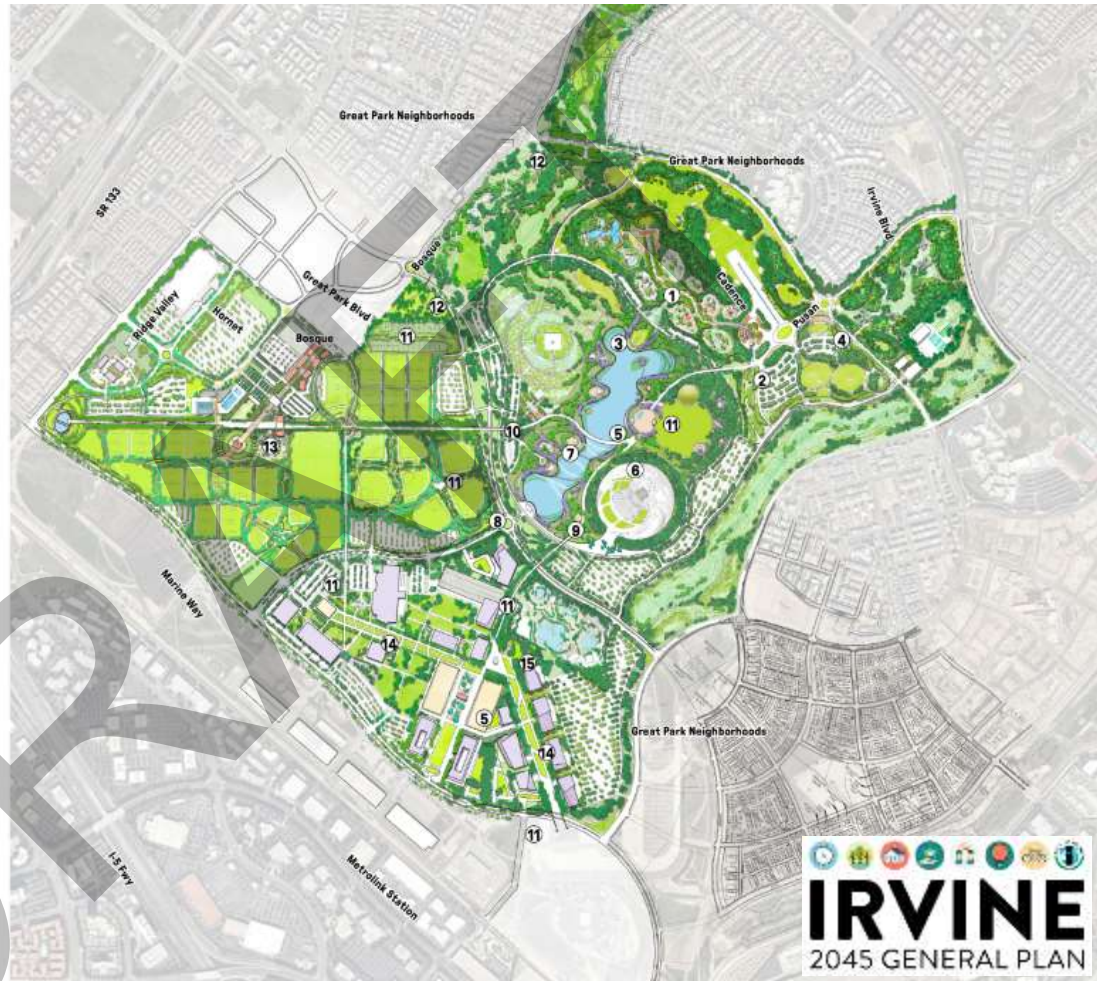 Great Park Neighborhoods
12
Great Park Neighborhoods
SR 133
Irvine Blvd
Bosque
Ridge Valley
Hornet
Great Park Blvd
Cadence
1
Pusan
12
11
Bosque
3
4
2
10
5
11
13
7
6
11
8
9
Marine Way
11
11
14
15
5
14
Great Park Neighborhoods
11
I-5 Fwy
Metrolink Station
DRAFT
IRVINE
2045 GENERAL PLAN